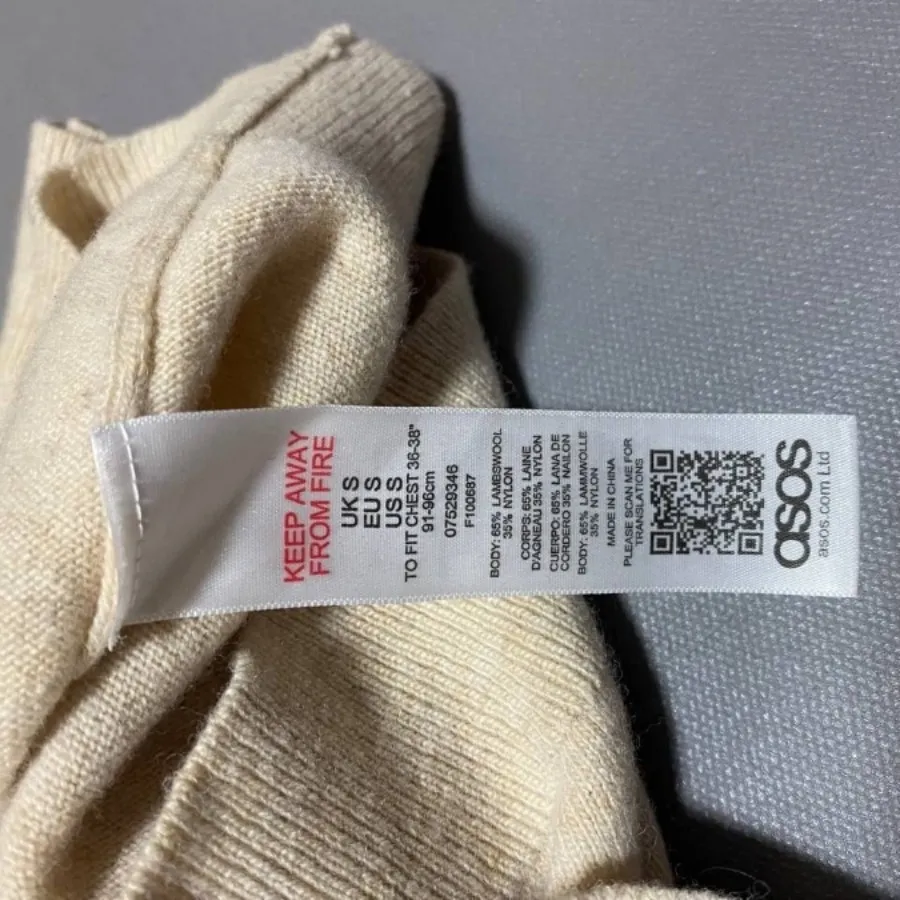 KEEP AWAY
FROM FIRE
UK S
EU S
US S
TO FIT CHEST 36-38"
91-96cm
07529346
F100687
BODY: 65% LAMBSWOOL
35% NYLON
CORPS: 65% LAINE
D'AGNEAU 35% NYLON
CUERPO: 65% LANA DE
CORDERO 35% NAILON
BODY: 65% LAMMWOLLE
35% NYLON
MADE IN CHINA
PLEASE SCAN ME FOR
TRANSLATIONS
asos
asos.com Ltd